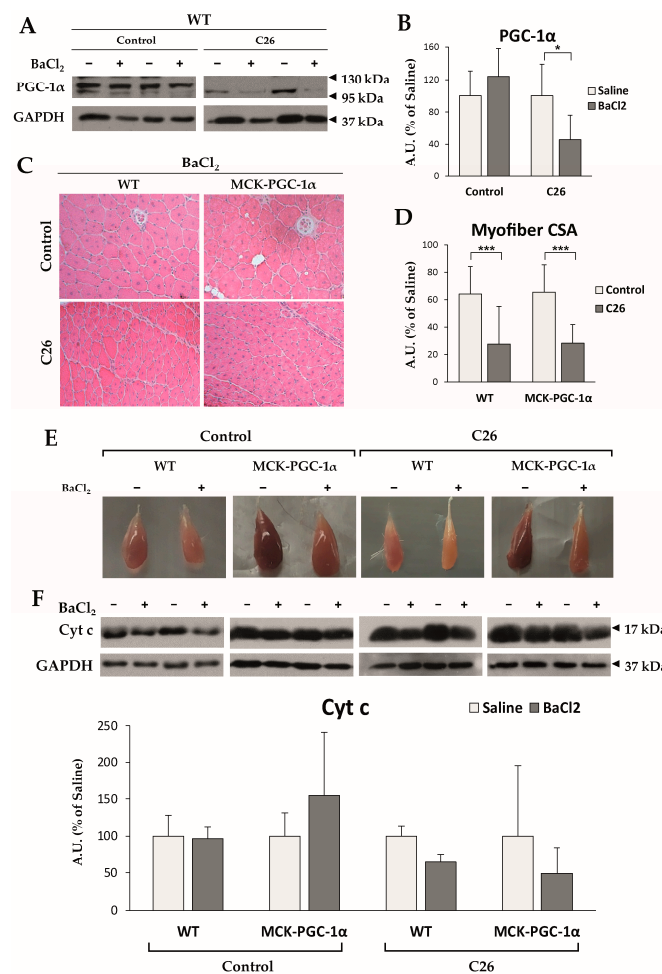 A
WT
Control
C26
BaCl2
− + − + − + − +
PGC-1α
130 kDa
95 kDa
GAPDH
37 kDa
B
PGC-1α
A.U. (% of Saline)
160
120
80
40
0
*
Saline
BaCl2
Control
C26
C
BaCl2
WT
MCK-PGC-1α
Control
C26
D
Myofiber CSA
A.U. (% of Saline)
100
80
60
40
20
0
***
***
Control
C26
WT
MCK-PGC-1α
E
Control
C26
WT
MCK-PGC-1α
WT
MCK-PGC-1α
BaCl2
− + − + − + − +
F
BaCl2
− + − + − + − + − + − + − + − +
Cyt c
17 kDa
GAPDH
37 kDa
Cyt c
Saline
BaCl2
A.U. (% of Saline)
250
200
150
100
50
0
WT
MCK-PGC-1α
WT
MCK-PGC-1α
Control
C26